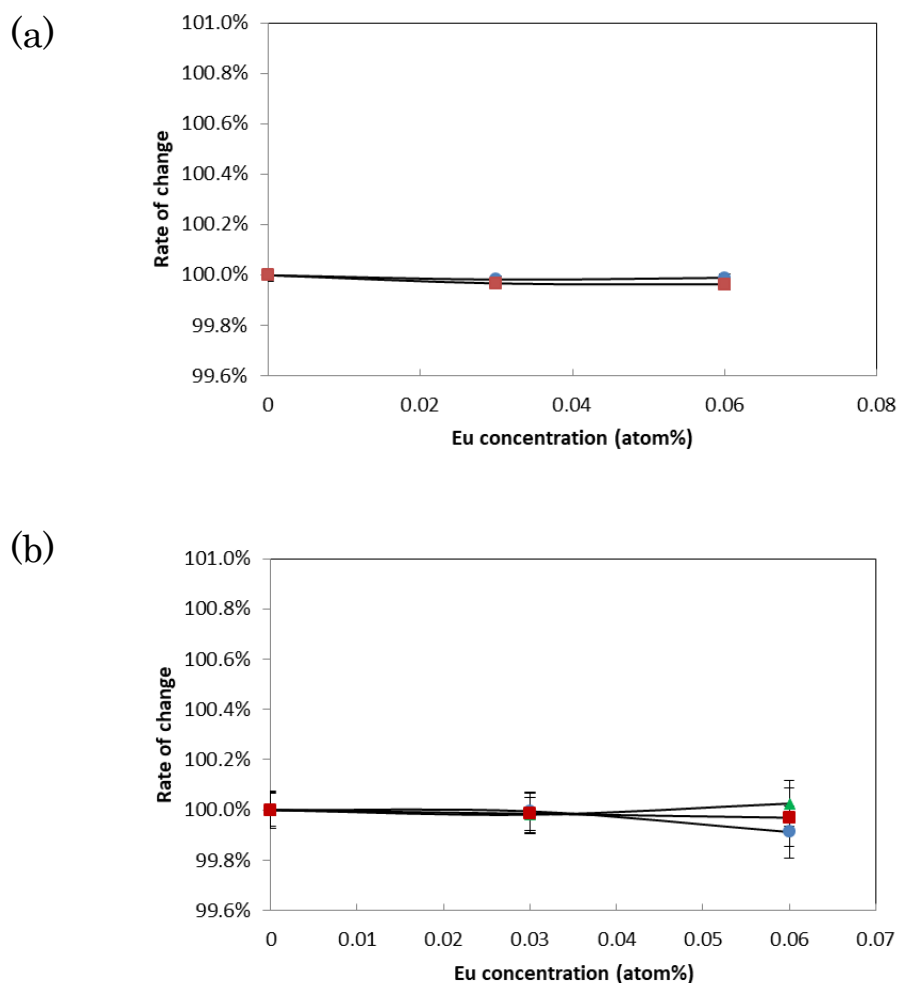 (a)
101.0%
100.8%
100.6%
100.4%
100.2%
100.0%
99.8%
99.6%
Rate of change
0 0.02 0.04 0.06 0.08
Eu concentration (atom%)
(b)
101.0%
100.8%
100.6%
100.4%
100.2%
100.0%
99.8%
99.6%
Rate of change
0 0.01 0.02 0.03 0.04 0.05 0.06 0.07
Eu concentration (atom%)